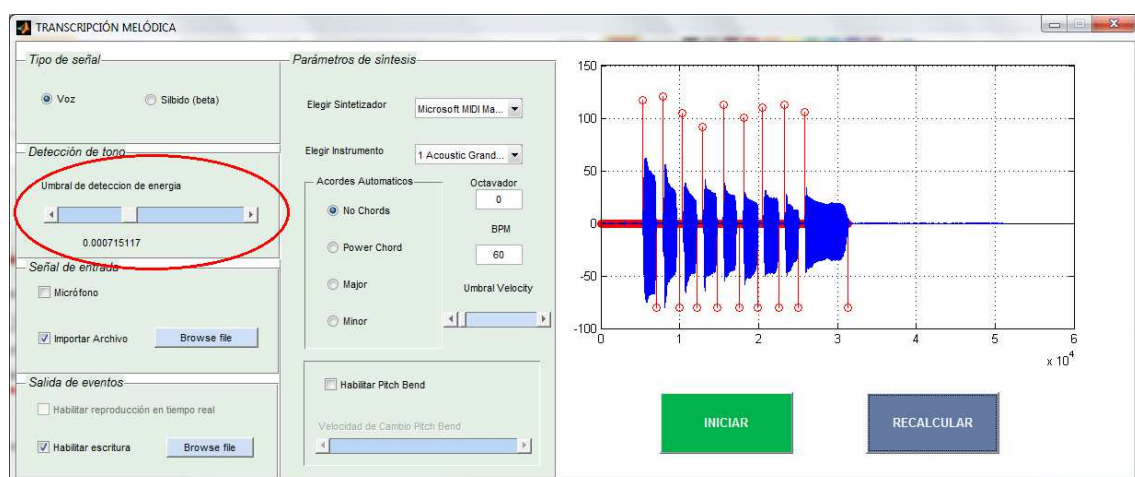 TRANSCRIPCIÓN MELÓDICA
Tipo de señal
Voz
Silbido (beta)
Detección de tono
Umbral de deteccion de energia
0.000715117
Señal de entrada
Micrófono
Importar Archivo
Browse file
Salida de eventos
Habilitar reproducción en tiempo real
Habilitar escritura
Browse file
Parámetros de síntesis
Elegir Sintetizador
Microsoft MIDI Ma...
Elegir Instrumento
1 Acoustic Grand...
Acordes Automaticos
No Chords
Power Chord
Major
Minor
Octavador
0
BPM
60
Umbral Velocity
Habilitar Pitch Bend
Velocidad de Cambio Pitch Bend
150
100
50
0
-50
-100
0 1 2 3 4 5 6
x 10^4
INICIAR
RECALCULAR